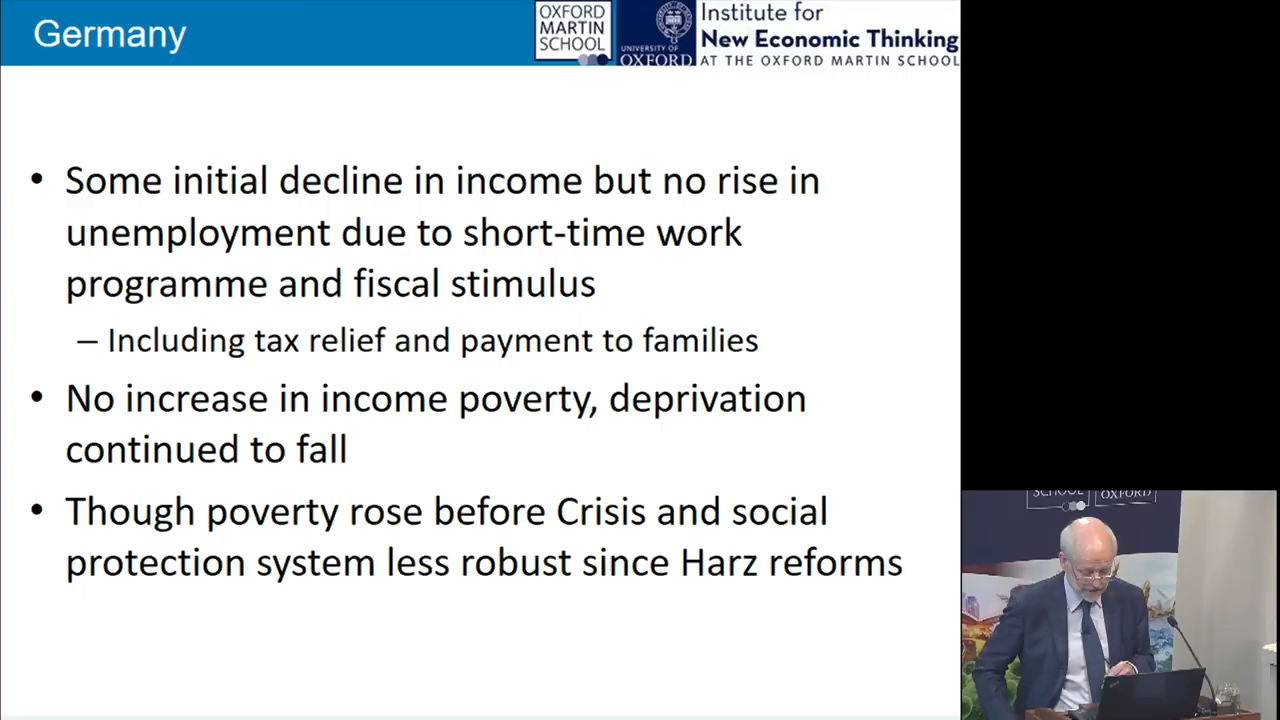 Germany
OXFORD
MARTIN
SCHOOL
UNIVERSITY OF
OXFORD
Institute for
New Economic Thinking
AT THE OXFORD MARTIN SCHOOL
• Some initial decline in income but no rise in
unemployment due to short-time work
programme and fiscal stimulus
– Including tax relief and payment to families
• No increase in income poverty, deprivation
continued to fall
• Though poverty rose before Crisis and social
protection system less robust since Harz reforms
SCHOOL
OXFORD